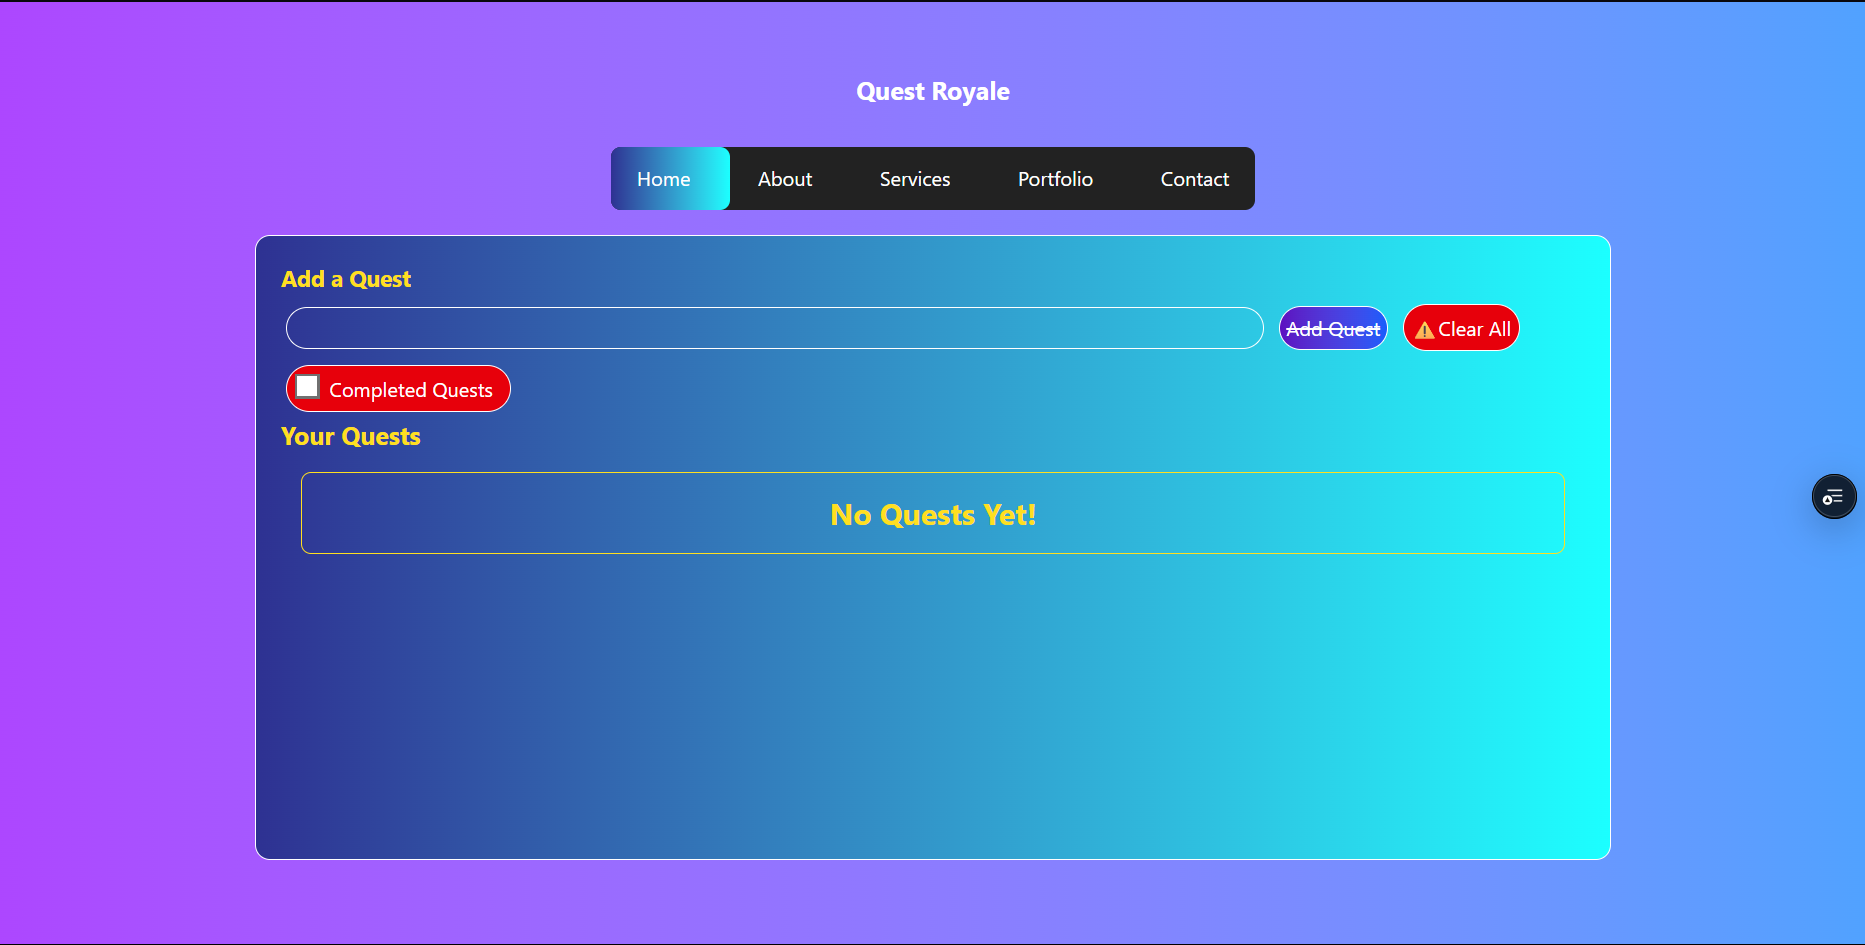 Quest Royale
Home About Services Portfolio Contact
Add a Quest
Add Quest ⚠️Clear All
Completed Quests
Your Quests
No Quests Yet!